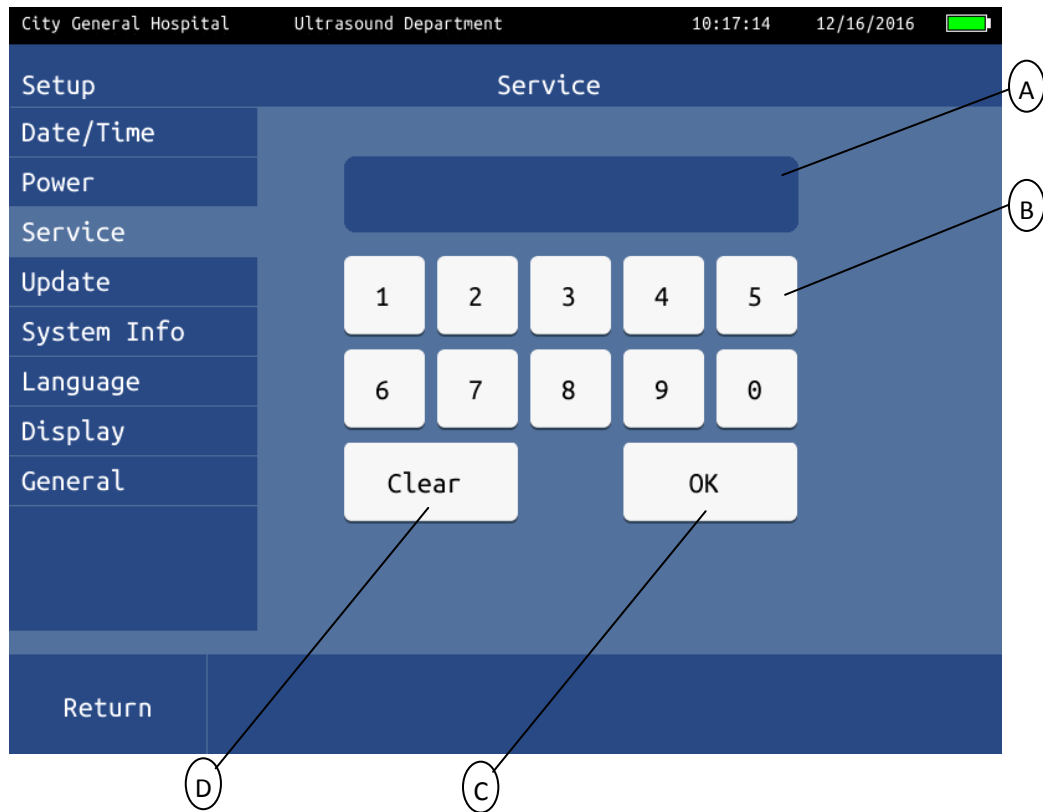 City General Hospital Ultrasound Department 10:17:14 12/16/2016
Setup Service
A
Date/Time
Power
B
Service
Update
1 2 3 4 5
System Info
Language
6 7 8 9 0
Display
General
Clear OK
Return
D C